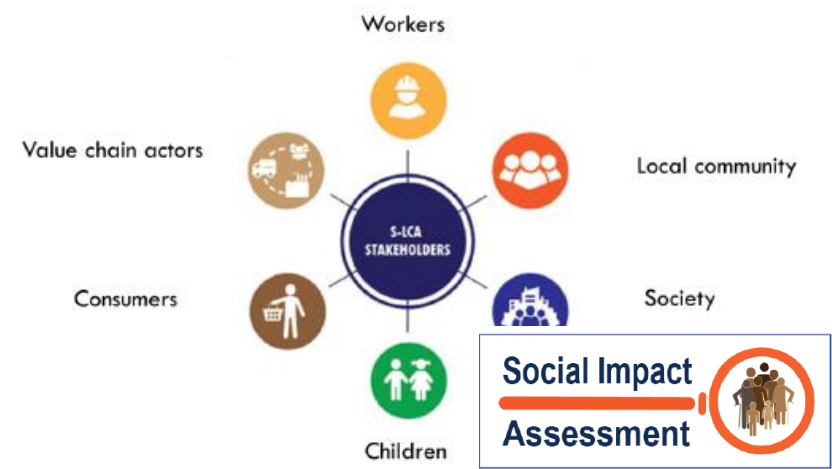 Workers
Value chain actors
Local community
S-LCA
STAKEHOLDERS
Consumers
Society
Social Impact
Assessment
Children